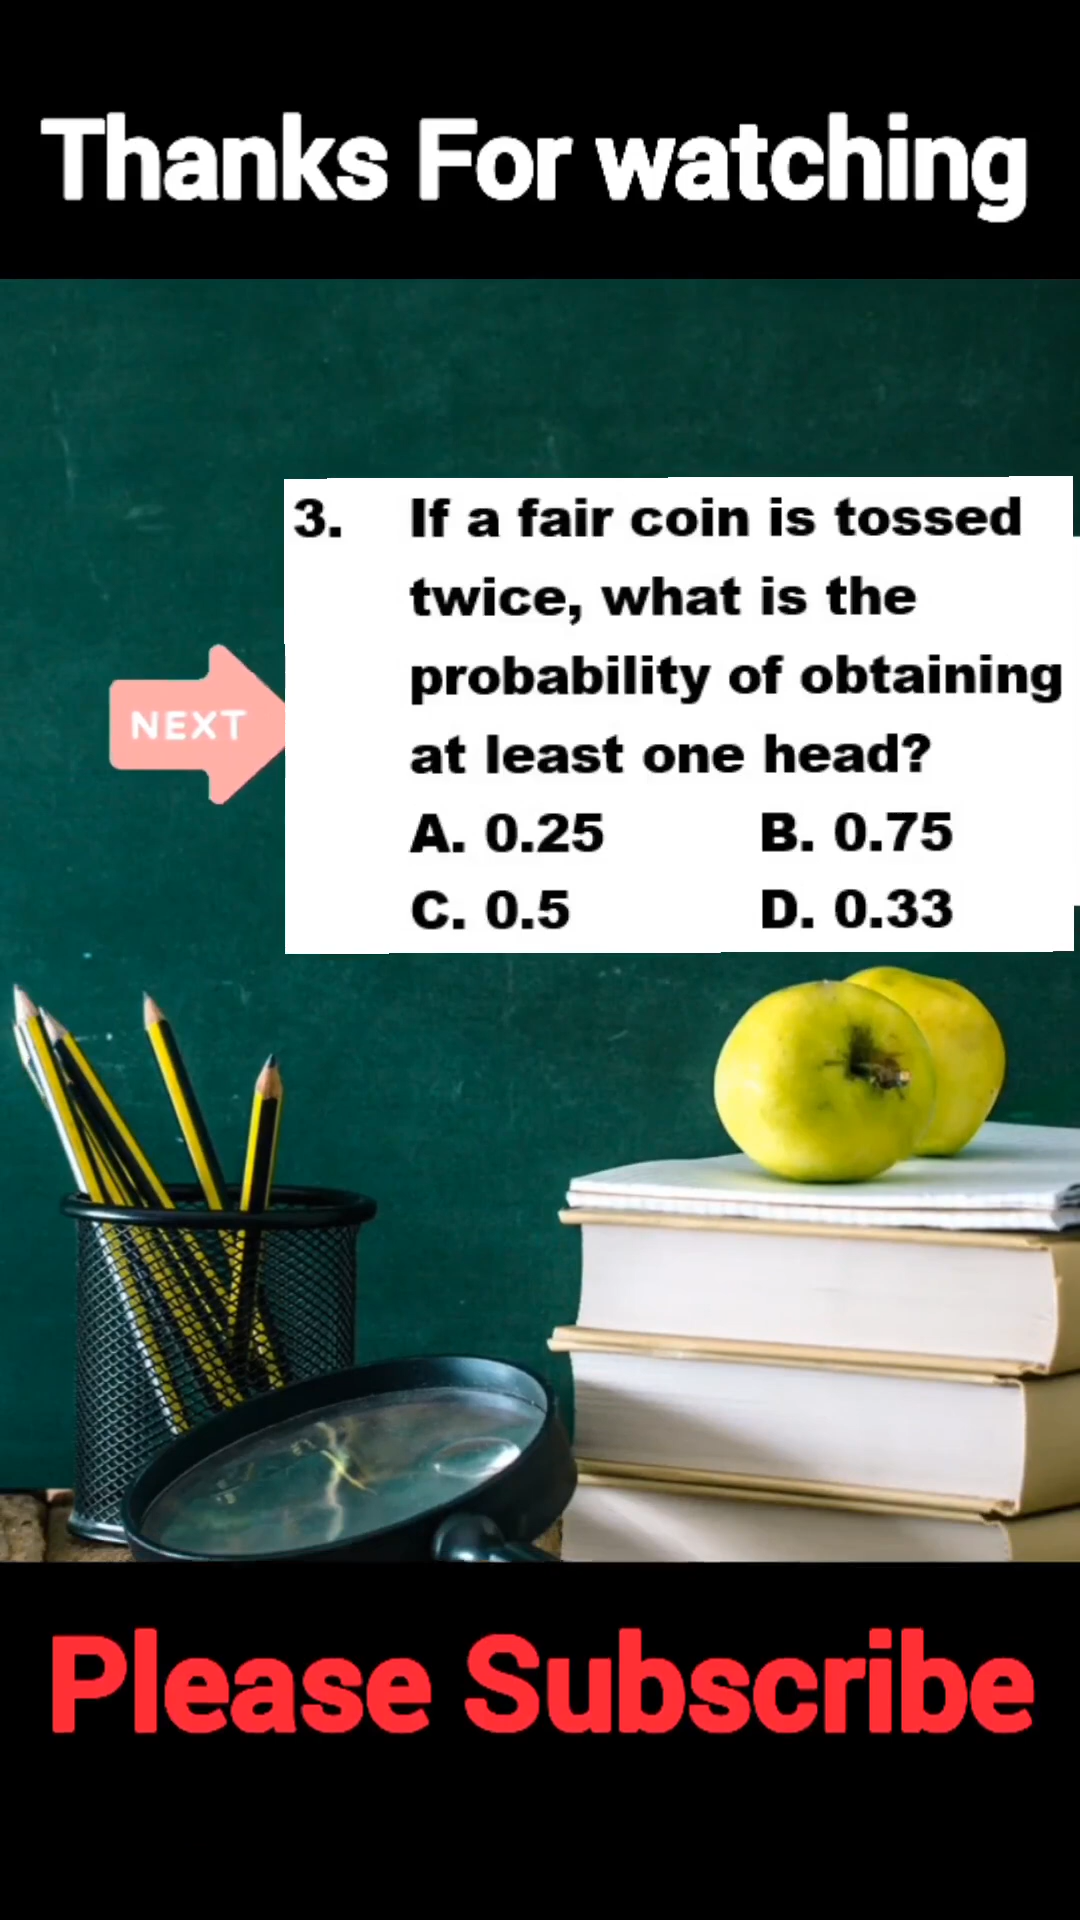 Thanks For watching
3. If a fair coin is tossed
twice, what is the
probability of obtaining
NEXT
at least one head?
A. 0.25 B. 0.75
C. 0.5 D. 0.33
Please Subscribe